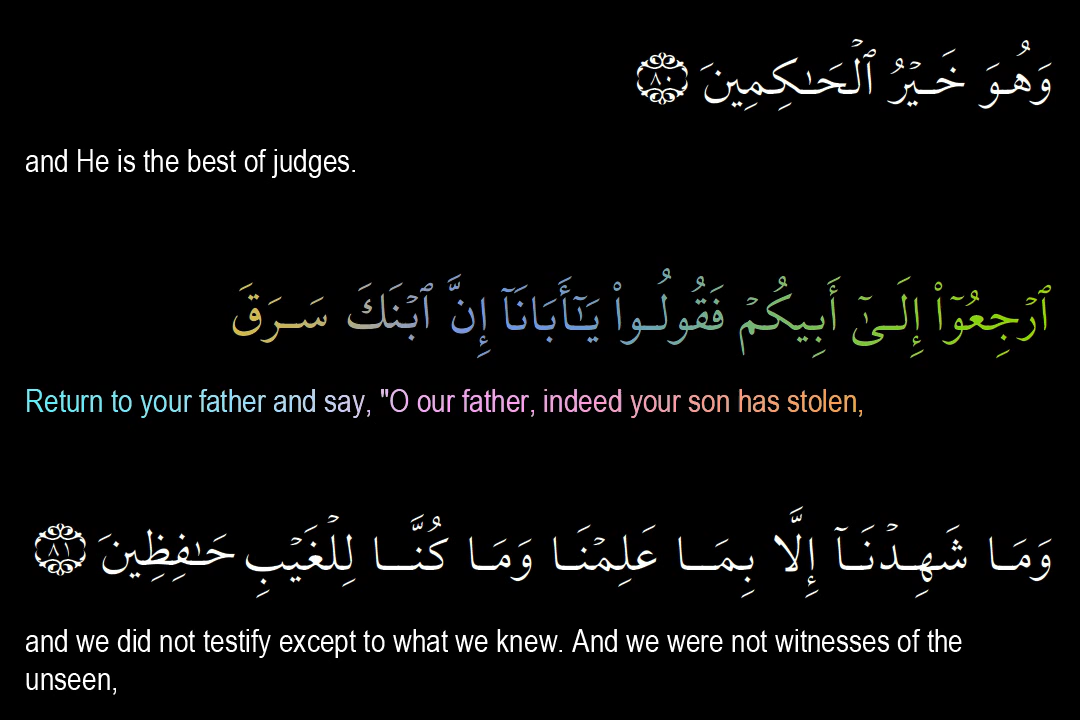 وَهُوَ خَيْرُ ٱلْحَـٰكِمِينَ ٨٠
and He is the best of judges.
ٱرْجِعُوٓا۟ إِلَىٰٓ أَبِيكُمْ فَقُولُوا۟ يَـٰٓأَبَانَآ إِنَّ ٱبْنَكَ سَرَقَ
Return to your father and say, "O our father, indeed your son has stolen,
وَمَا شَهِدْنَآ إِلَّا بِمَا عَلِمْنَا وَمَا كُنَّا لِلْغَيْبِ حَـٰفِظِينَ ٨١
and we did not testify except to what we knew. And we were not witnesses of the
unseen,